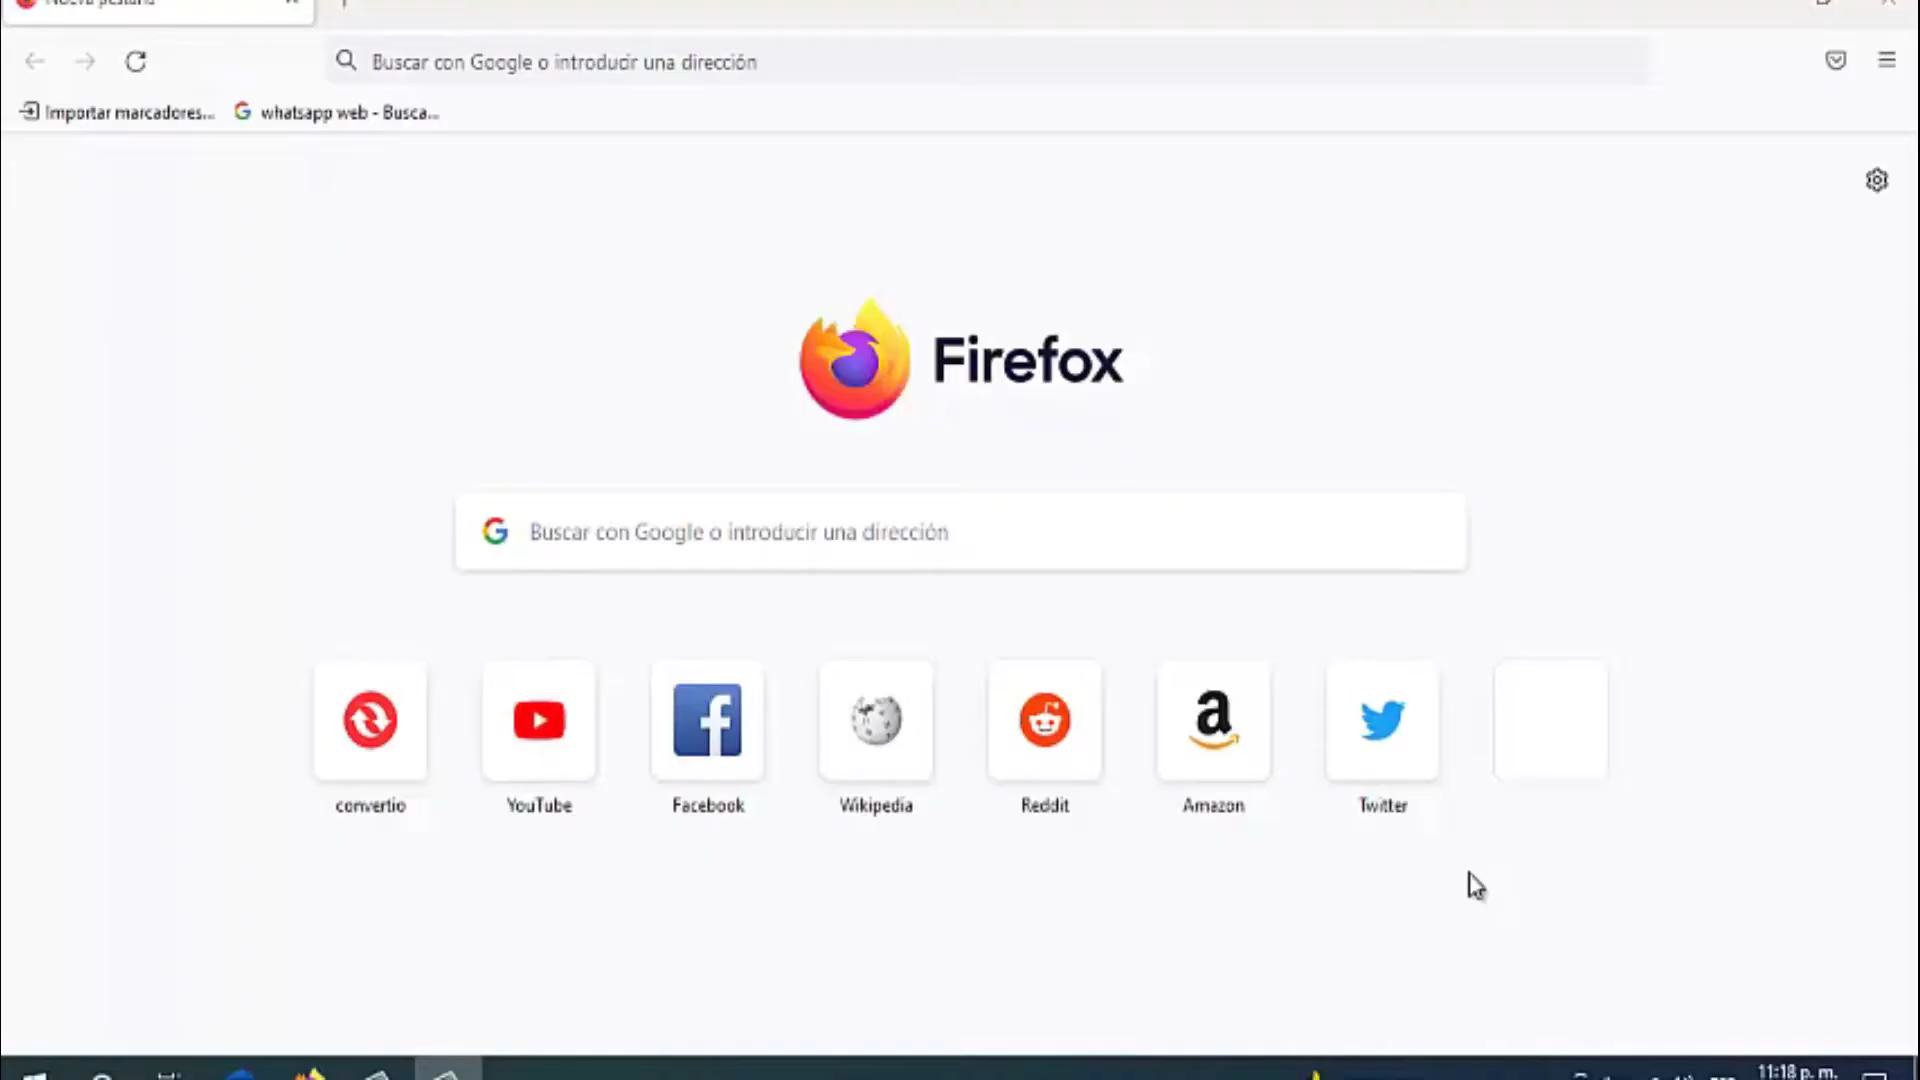 Buscar con Google o introducir una dirección
Importar marcadores...
whatsapp web - Busca...
Firefox
Buscar con Google o introducir una dirección
convertio
YouTube
Facebook
Wikipedia
Reddit
Amazon
Twitter
11:18 p. m.